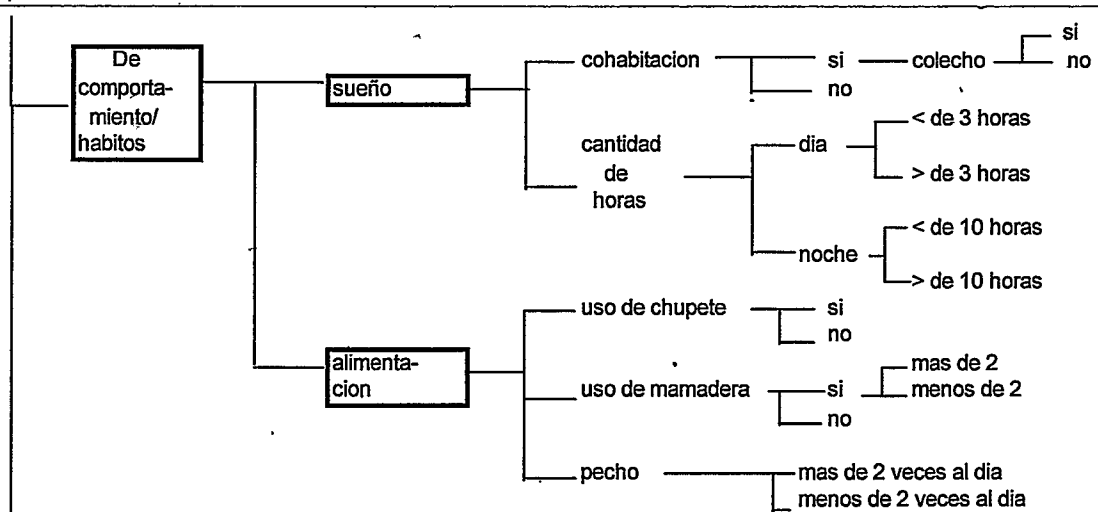 De
comporta-
miento/
habitos
sueño
cohabitacion
si
no
colecho
si
no
cantidad
de
horas
dia
< de 3 horas
> de 3 horas
noche
< de 10 horas
> de 10 horas
alimenta-
cion
uso de chupete
si
no
uso de mamadera
si
no
mas de 2
menos de 2
pecho
mas de 2 veces al dia
menos de 2 veces al dia